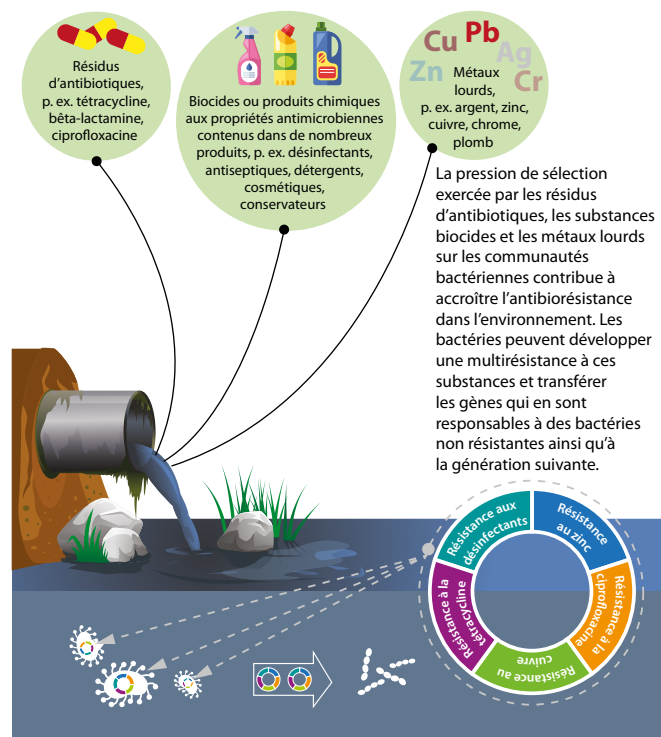 Résidus
d’antibiotiques,
p. ex. tétracycline,
bêta-lactamine,
ciprofloxacine
Biocides ou produits chimiques
aux propriétés antimicrobiennes
contenus dans de nombreux
produits, p. ex. désinfectants,
antiseptiques, détergents,
cosmétiques,
conservateurs
Cu
Pb
Ag
Zn
Cr
Métaux
lourds,
p. ex. argent, zinc,
cuivre, chrome,
plomb
La pression de sélection
exercée par les résidus
d’antibiotiques, les substances
biocides et les métaux lourds
sur les communautés
bactériennes contribue à
accroître l’antibiorésistance
dans l’environnement. Les
bactéries peuvent développer
une multirésistance à ces
substances et transférer
les gènes qui en sont
responsables à des bactéries
non résistantes ainsi qu’à
la génération suivante.
Résistance aux
désinfectants
Résistance
au zinc
Résistance à la
ciprofloxacine
Résistance au
cuivre
Résistance à la
tétracycline